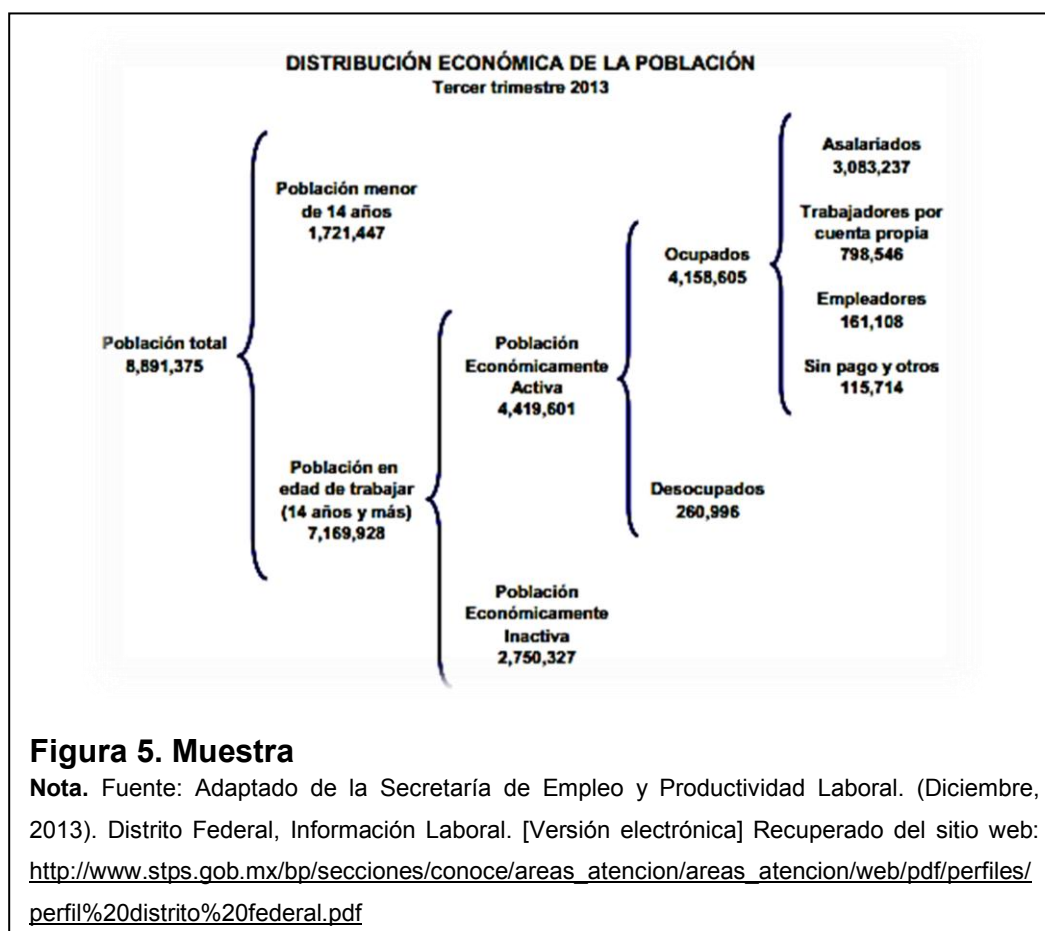 DISTRIBUCIÓN ECONÓMICA DE LA POBLACIÓN
Tercer trimestre 2013
Población total
8,891,375
Población menor
de 14 años
1,721,447
Población en
edad de trabajar
(14 años y más)
7,169,928
Población
Económicamente
Activa
4,419,601
Población
Económicamente
Inactiva
2,750,327
Ocupados
4,158,605
Desocupados
260,996
Asalariados
3,083,237
Trabajadores por
cuenta propia
798,546
Empleadores
161,108
Sin pago y otros
115,714
Figura 5. Muestra
Nota. Fuente: Adaptado de la Secretaría de Empleo y Productividad Laboral. (Diciembre,
2013). Distrito Federal, Información Laboral. [Versión electrónica] Recuperado del sitio web:
http://www.stps.gob.mx/bp/secciones/conoce/areas_atencion/areas_atencion/web/pdf/perfiles/
perfil%20distrito%20federal.pdf